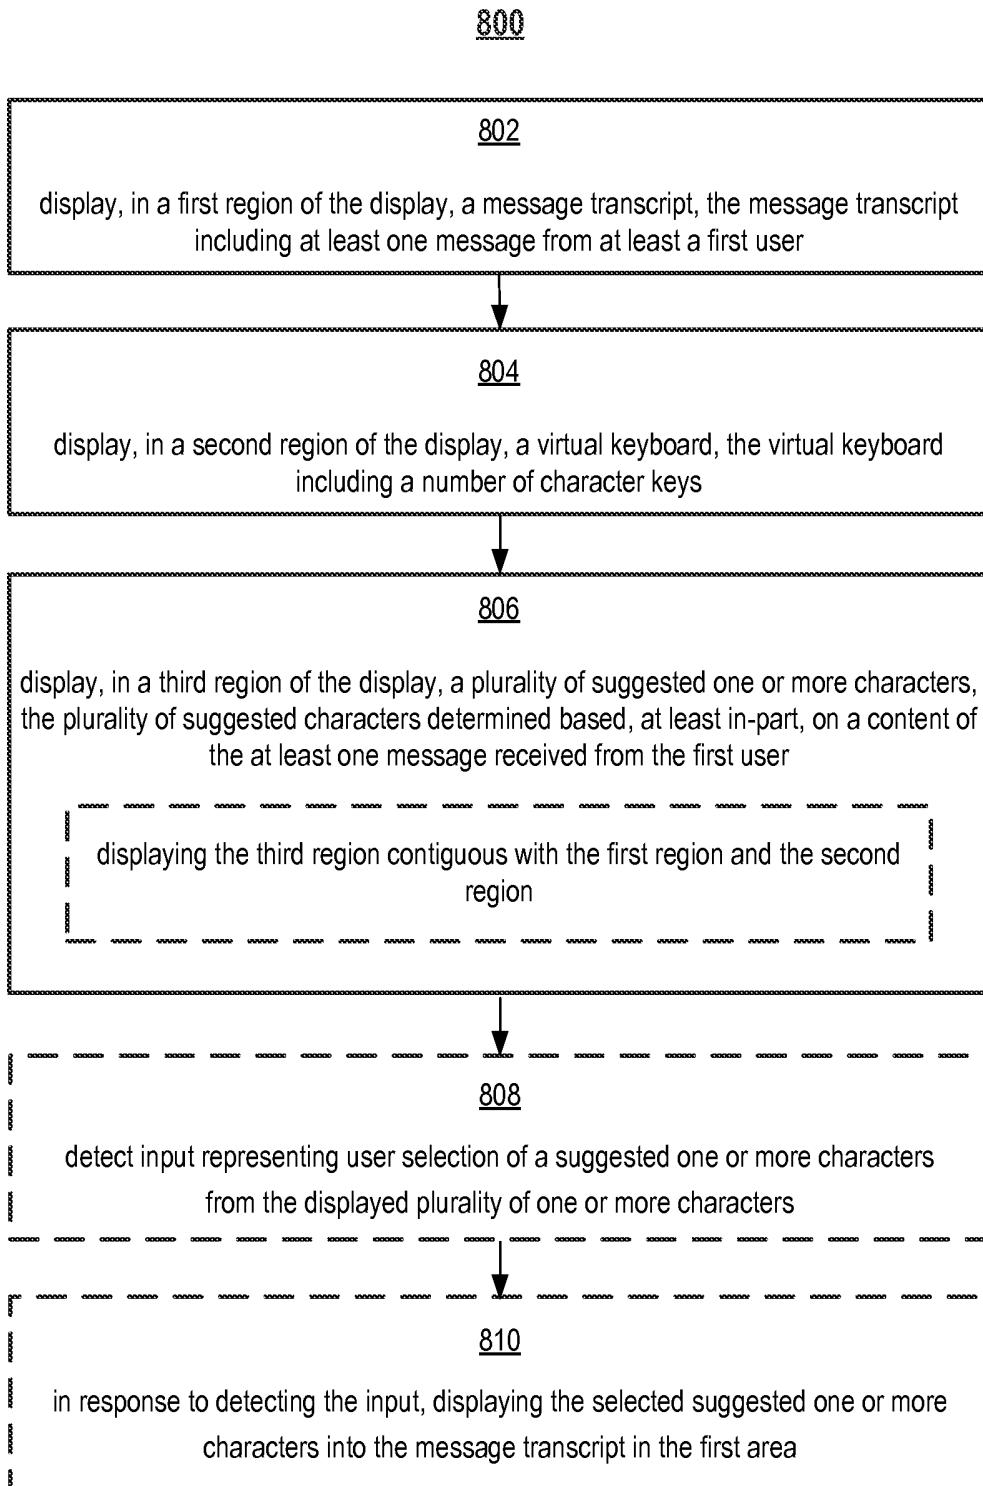 800
802
display, in a first region of the display, a message transcript, the message transcript
including at least one message from at least a first user
804
display, in a second region of the display, a virtual keyboard, the virtual keyboard
including a number of character keys
806
display, in a third region of the display, a plurality of suggested one or more characters,
the plurality of suggested characters determined based, at least in-part, on a content of
the at least one message received from the first user
displaying the third region contiguous with the first region and the second
region
808
detect input representing user selection of a suggested one or more characters
from the displayed plurality of one or more characters
810
in response to detecting the input, displaying the selected suggested one or more
characters into the message transcript in the first area